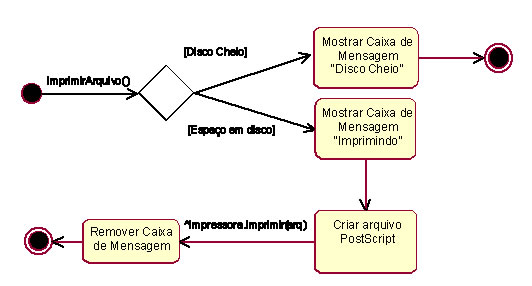 [Disco Cheio]
Mostrar Caixa de
Mensagem
"Disco Cheio"
ImprimirArquivo()
[Espaço em disco]
Mostrar Caixa de
Mensagem
"Imprimindo"
^Impressora.Imprimir(arq)
Remover Caixa
de Mensagem
Criar arquivo
PostScript